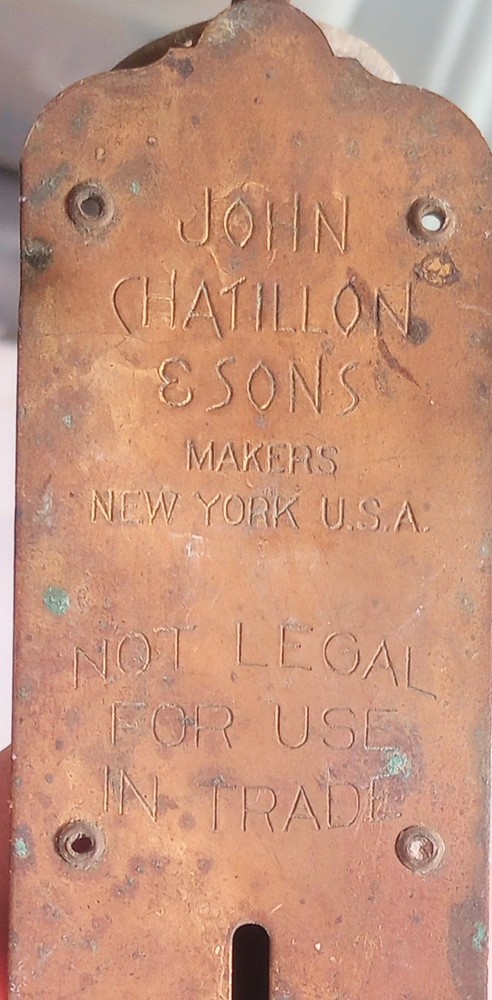 JOHN
CHATILLON
& SONS
MAKERS
NEW YORK U.S.A.
NOT LEGAL
FOR USE
IN TRADE